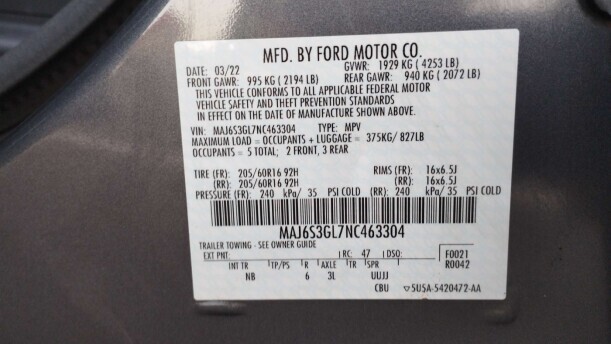 MFD. BY FORD MOTOR CO.
DATE: 03/22 GVWR: 1929 KG ( 4253 LB)
FRONT GAWR: 995 KG ( 2194 LB) REAR GAWR: 940 KG ( 2072 LB)
THIS VEHICLE CONFORMS TO ALL APPLICABLE FEDERAL MOTOR
VEHICLE SAFETY AND THEFT PREVENTION STANDARDS
IN EFFECT ON THE DATE OF MANUFACTURE SHOWN ABOVE.
VIN: MAJ6S3GL7NC463304 TYPE: MPV
MAXIMUM LOAD = OCCUPANTS + LUGGAGE = 375KG/ 827LB
OCCUPANTS = 5 TOTAL; 2 FRONT, 3 REAR
TIRE (FR): 205/60R16 92H RIMS (FR): 16x6.5J
(RR): 205/60R16 92H (RR): 16x6.5J
PRESSURE (FR): 240 kPa/ 35 PSI COLD (RR): 240 kPa/ 35 PSI COLD
MAJ6S3GL7NC463304
TRAILER TOWING - SEE OWNER GUIDE
EXT PNT: RC: 47 DSO: F0021
R0042
INT TR TP/PS R AXLE TR SPR
NB 6 3L UUJJ
CBU 5U5A-5420472-AA